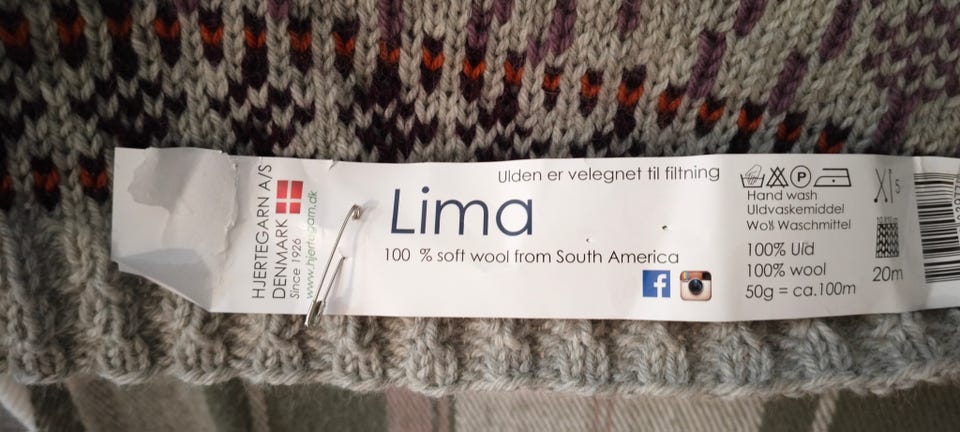 HJERTEGARN A/S
DENMARK
Since 1926
www.hjertegarn.dk
Ulden er velegnet til filtning
Lima
100 % soft wool from South America
P
Hand wash
Uldvaskemiddel
Woll Waschmittel
100% Uld
100% wool
50g = ca.100m
5
20m